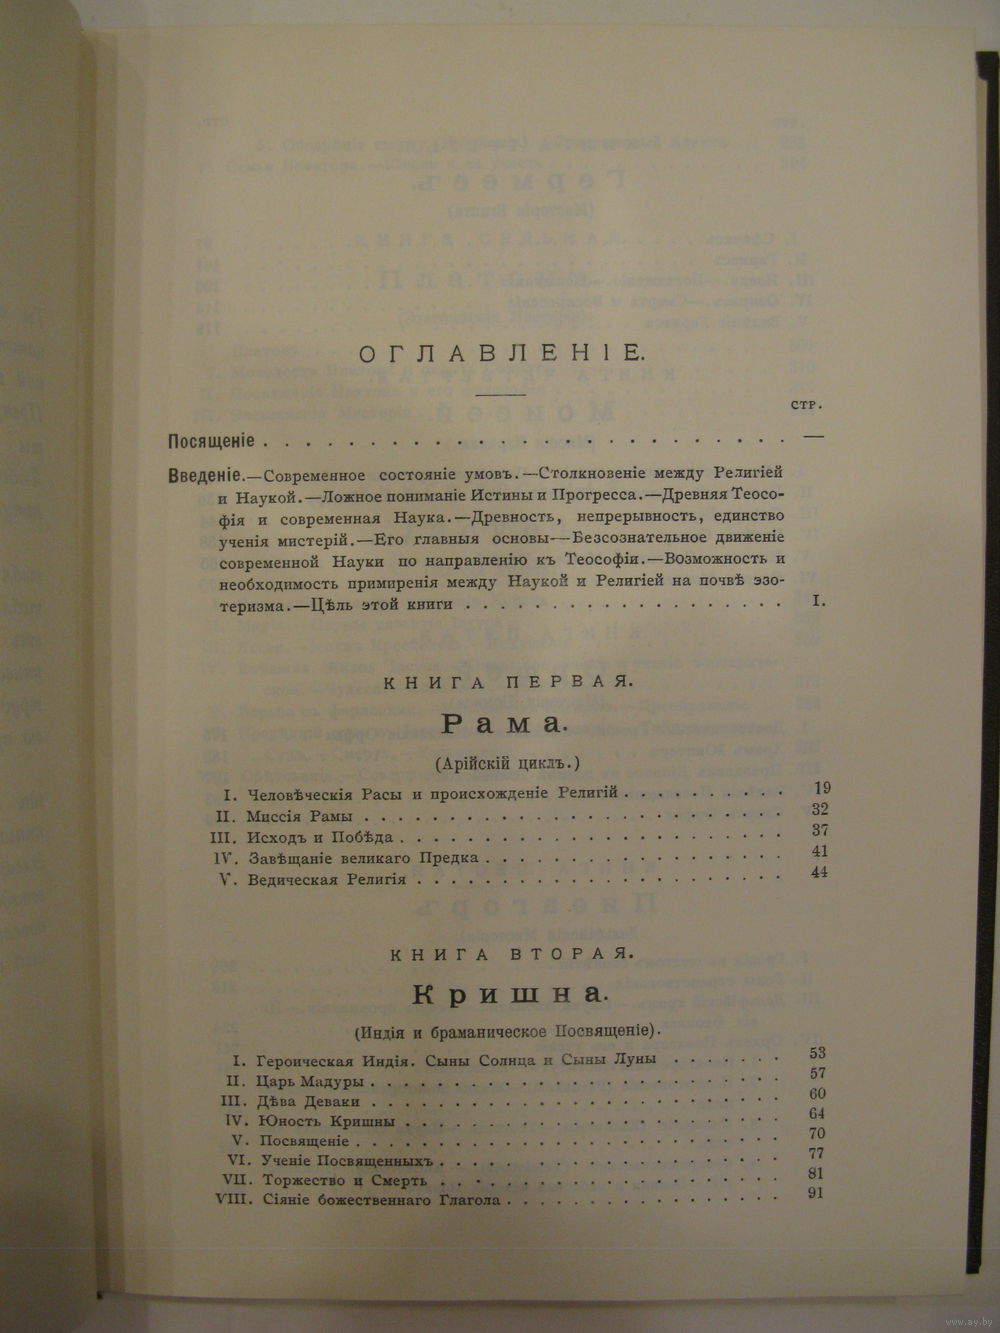 ОГЛАВЛЕНІЕ.
СТР.
Посященіе . . . . . . . . . . . . . . . . . . . . . . . . . —
Введеніе.—Современное состояніе умовъ.—Столкновеніе между Религіей
и Наукой.—Ложное пониманіе Истины и Прогресса.—Древняя Теосо-
фія и современная Наука.—Древность, непрерывность, единство
ученія мистерій.—Его главныя основы—Безсознательное движеніе
современной Науки по направленію къ Теософіи.—Возможность и
необходимость примиренія между Наукой и Религіей на почвѣ эзо-
теризма.—Цѣль этой книги . . . . . . . . . . . . . . . . I.
КНИГА ПЕРВАЯ.
Рама.
(Арійскій циклъ.)
I. Человѣческія Расы и происхожденіе Религій . . . . . . . . . 19
II. Миссія Рамы . . . . . . . . . . . . . . . . . . . . . 32
III. Исходъ и Побѣда . . . . . . . . . . . . . . . . . . . 37
IV. Завѣщаніе великаго Предка . . . . . . . . . . . . . . . 41
V. Ведическая Религія . . . . . . . . . . . . . . . . . . 44
КНИГА ВТОРАЯ.
Кришна.
(Индія и браманическое Посвященіе).
I. Героическая Индія. Сыны Солнца и Сыны Луны . . . . . . . 53
II. Царь Мадуры . . . . . . . . . . . . . . . . . . . . . 57
III. Дѣва Деваки . . . . . . . . . . . . . . . . . . . . . 60
IV. Юность Кришны . . . . . . . . . . . . . . . . . . . 64
V. Посвященіе . . . . . . . . . . . . . . . . . . . . . . 70
VI. Ученіе Посвященныхъ . . . . . . . . . . . . . . . . . 77
VII. Торжество и Смерть . . . . . . . . . . . . . . . . . . 81
VIII. Сіяніе божественнаго Глагола . . . . . . . . . . . . . . 91
www.ay.by